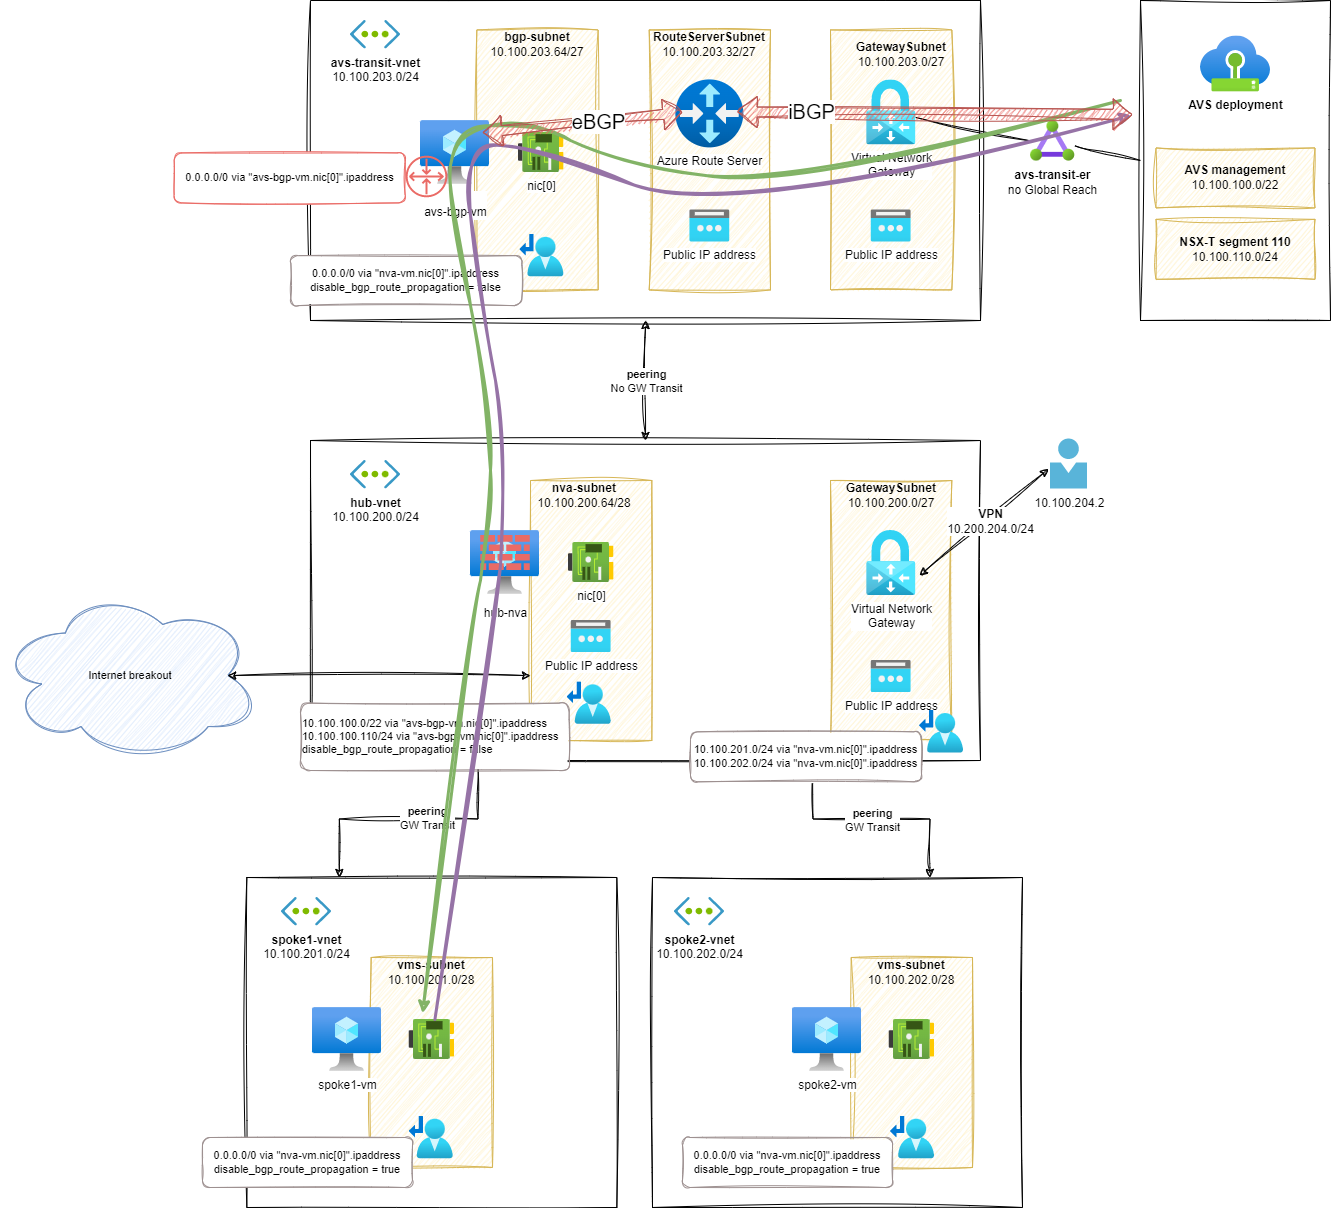 avs-transit-vnet
10.100.203.0/24
bgp-subnet
10.100.203.64/27
RouteServerSubnet
10.100.203.32/27
GatewaySubnet
10.100.203.0/27
AVS deployment
eBGP
iBGP
Azure Route Server
Virtual Network
Gateway
avs-transit-er
no Global Reach
AVS management
10.100.100.0/22
NSX-T segment 110
10.100.110.0/24
0.0.0.0/0 via "avs-bgp-vm.nic[0]".ipaddress
avs-bgp-vm
nic[0]
Public IP address
Public IP address
0.0.0.0/0 via "nva-vm.nic[0]".ipaddress
disable_bgp_route_propagation = false
peering
No GW Transit
hub-vnet
10.100.200.0/24
nva-subnet
10.100.200.64/28
GatewaySubnet
10.100.200.0/27
10.100.204.2
VPN
10.200.204.0/24
hub-nva
nic[0]
Virtual Network
Gateway
Public IP address
Public IP address
Internet breakout
10.100.100.0/22 via "avs-bgp-vm.nic[0]".ipaddress
10.100.100.110/24 via "avs-bgp-vm.nic[0]".ipaddress
disable_bgp_route_propagation = false
10.100.201.0/24 via "nva-vm.nic[0]".ipaddress
10.100.202.0/24 via "nva-vm.nic[0]".ipaddress
peering
GW Transit
peering
GW Transit
spoke1-vnet
10.100.201.0/24
vms-subnet
10.100.201.0/28
spoke1-vm
0.0.0.0/0 via "nva-vm.nic[0]".ipaddress
disable_bgp_route_propagation = true
spoke2-vnet
10.100.202.0/24
vms-subnet
10.100.202.0/28
spoke2-vm
0.0.0.0/0 via "nva-vm.nic[0]".ipaddress
disable_bgp_route_propagation = true